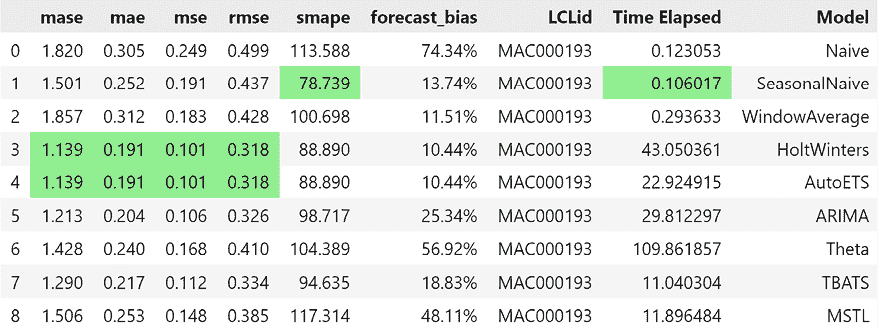 mase mae mse rmse smape forecast_bias LCLid Time Elapsed Model
0 1.820 0.305 0.249 0.499 113.588 74.34% MAC000193 0.123053 Naive
1 1.501 0.252 0.191 0.437 78.739 13.74% MAC000193 0.106017 SeasonalNaive
2 1.857 0.312 0.183 0.428 100.698 11.51% MAC000193 0.293633 WindowAverage
3 1.139 0.191 0.101 0.318 88.890 10.44% MAC000193 43.050361 HoltWinters
4 1.139 0.191 0.101 0.318 88.890 10.44% MAC000193 22.924915 AutoETS
5 1.213 0.204 0.106 0.326 98.717 25.34% MAC000193 29.812297 ARIMA
6 1.428 0.240 0.168 0.410 104.389 56.92% MAC000193 109.861857 Theta
7 1.290 0.217 0.112 0.334 94.635 18.83% MAC000193 11.040304 TBATS
8 1.506 0.253 0.148 0.385 117.314 48.11% MAC000193 11.896484 MSTL